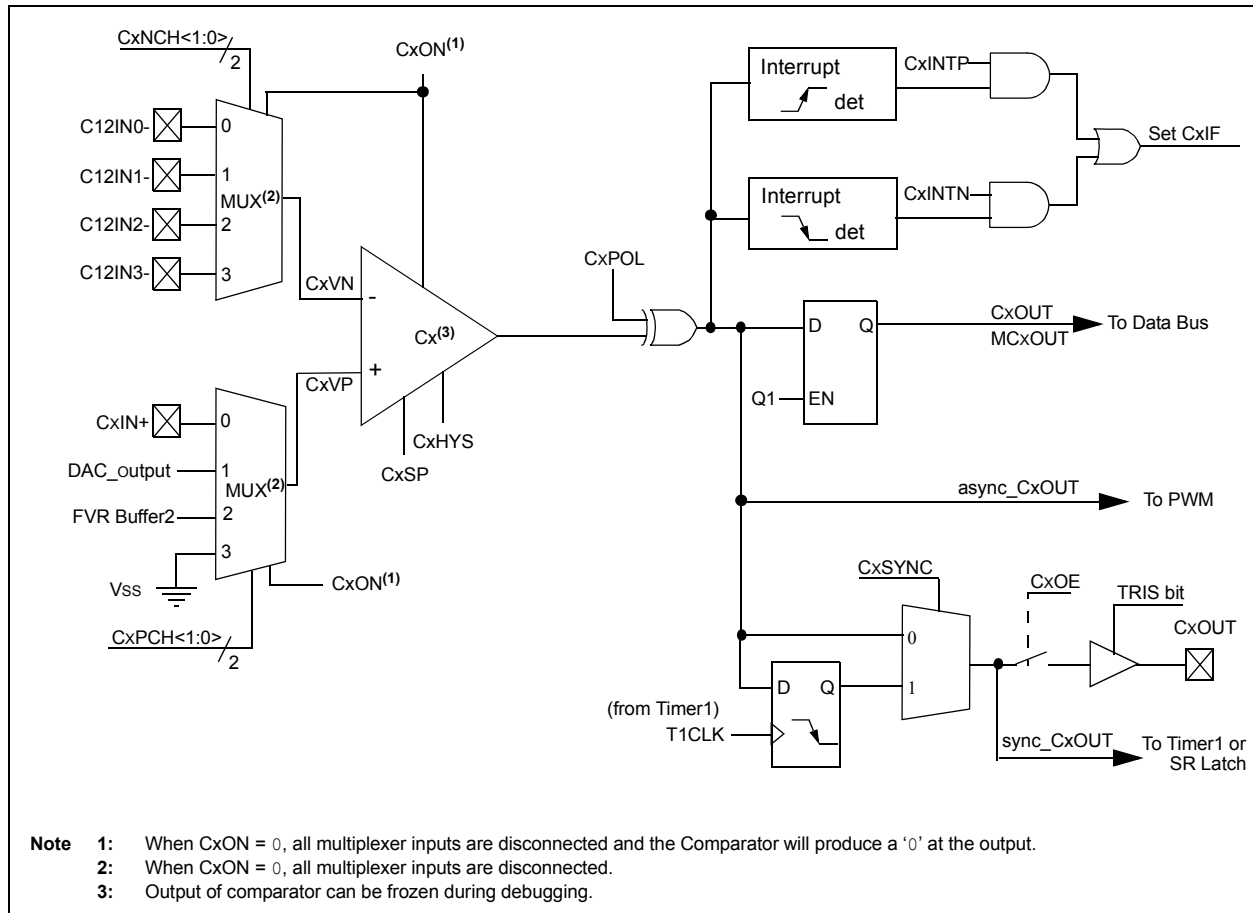 CxNCH<1:0>
2
CxON(1)
C12IN0-
0
C12IN1-
1
MUX(2)
C12IN2-
2
C12IN3-
3
CxVN
-
Cx(3)
+
CxVP
CxIN+
0
DAC_output
1
MUX(2)
FVR Buffer2
2
3
VSS
CxON(1)
CxPCH<1:0>
2
CxHYS
CxSP
CxPOL
Interrupt
det
CxINTP
Interrupt
det
CxINTN
Set CxIF
D
Q
Q1
EN
CxOUT
MCxOUT
To Data Bus
async_CxOUT
To PWM
CxSYNC
0
1
D
Q
(from Timer1)
T1CLK
CxOE
TRIS bit
CxOUT
sync_CxOUT
To Timer1 or
SR Latch
Note 1: When CxON = 0, all multiplexer inputs are disconnected and the Comparator will produce a ‘0’ at the output.
2: When CxON = 0, all multiplexer inputs are disconnected.
3: Output of comparator can be frozen during debugging.